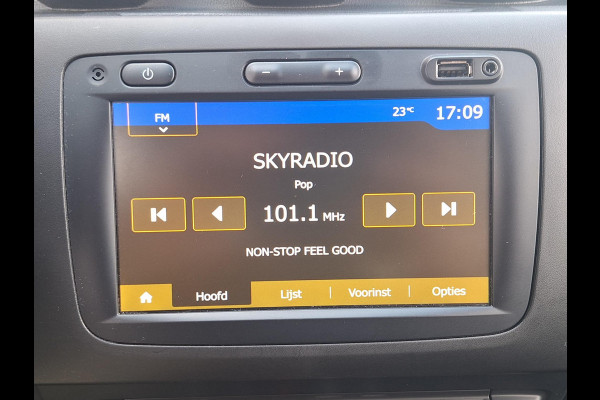 FM 23°C 17:09
SKYRADIO
Pop
101.1 MHz
NON-STOP FEEL GOOD
Hoofd Lijst Voorinst Opties